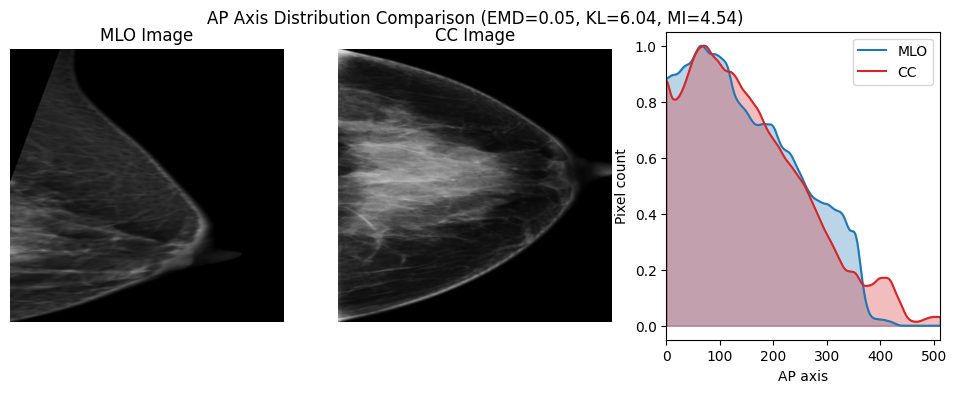 AP Axis Distribution Comparison (EMD=0.05, KL=6.04, MI=4.54)
MLO Image
CC Image
1.0
0.8
0.6
0.4
0.2
0.0
Pixel count
MLO
CC
0 100 200 300 400 500
AP axis